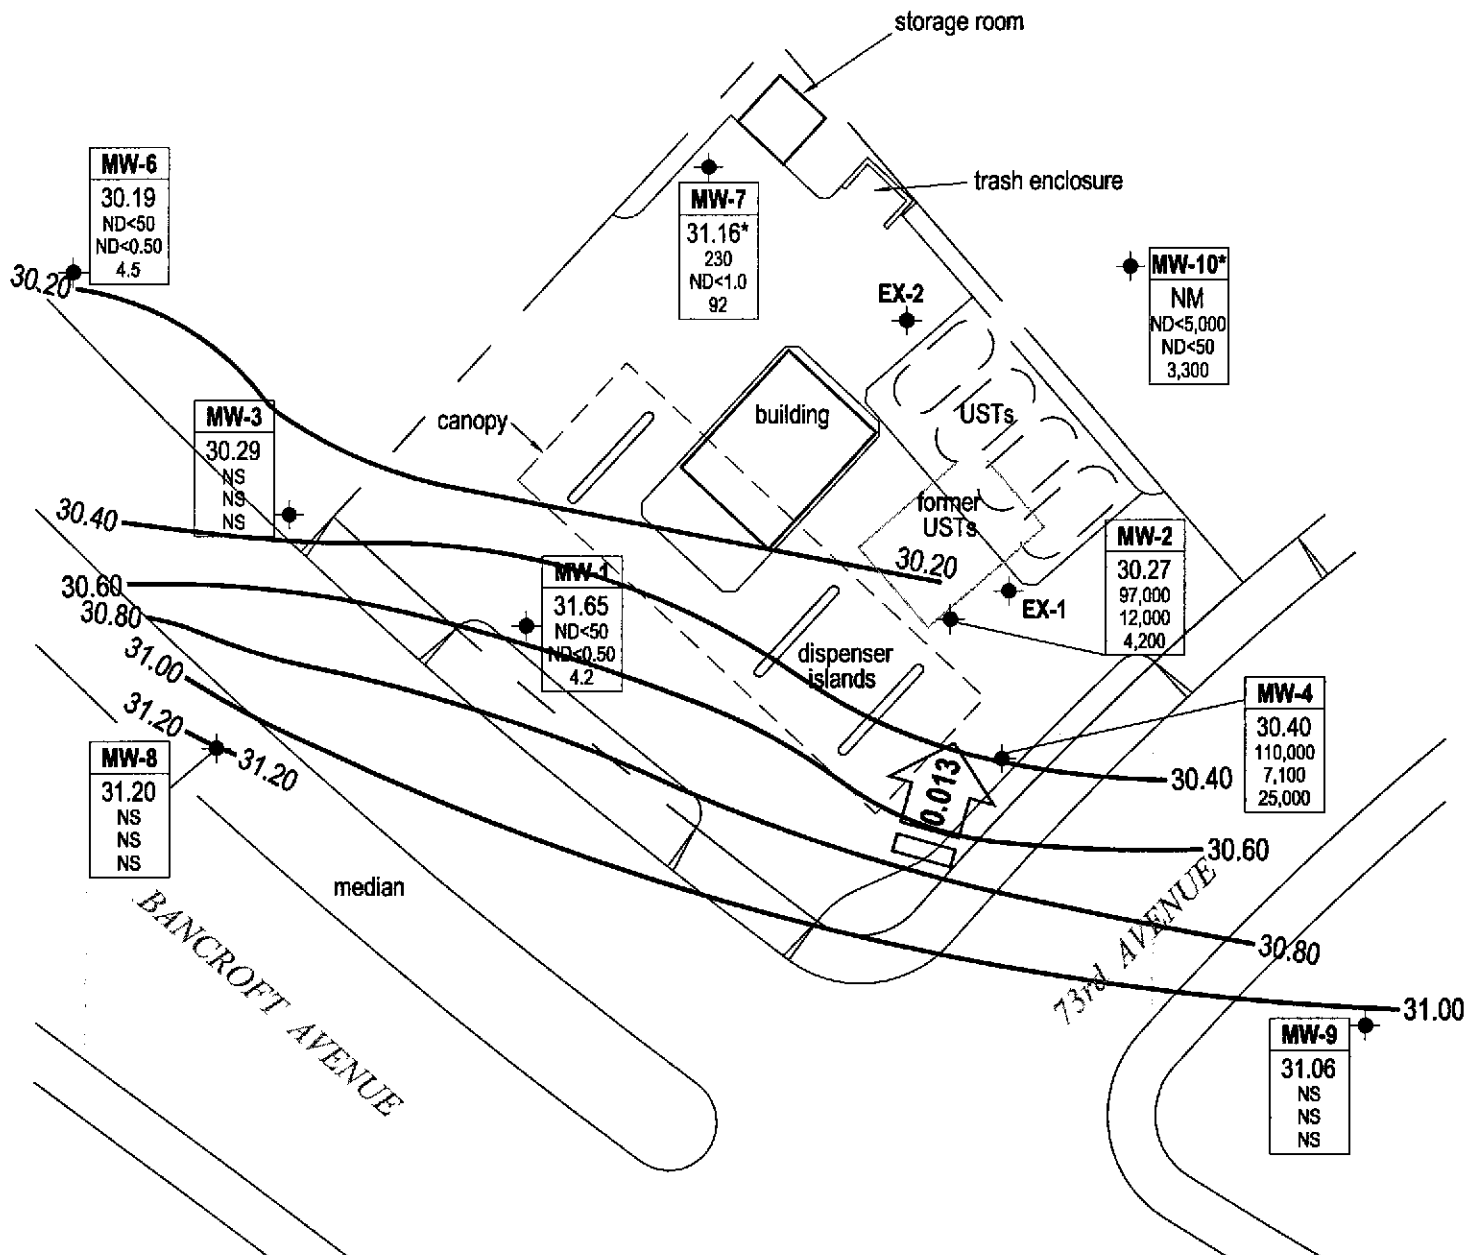 storage room
trash enclosure
MW-6
30.19
ND<50
ND<0.50
4.5
30.20
MW-7
31.16*
230
ND<1.0
92
MW-10*
NM
ND<5,000
ND<50
3,300
EX-2
MW-3
30.29
NS
NS
NS
canopy
building
USTs
former
USTs
30.20
30.40
30.60
30.80
31.00
31.20
31.20
MW-1
31.65
ND<50
ND<0.50
4.2
EX-1
MW-2
30.27
97,000
12,000
4,200
dispenser
islands
MW-4
30.40
110,000
7,100
25,000
MW-8
31.20
NS
NS
NS
0.013
30.40
30.60
30.80
31.00
median
BANCROFT AVENUE
73rd AVENUE
MW-9
31.06
NS
NS
NS